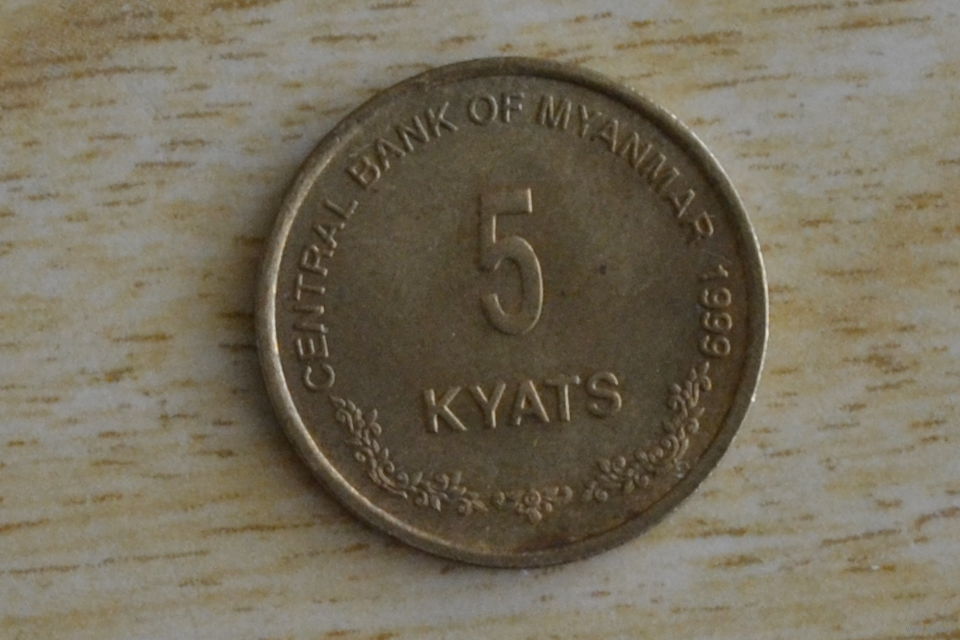 CENTRAL BANK OF MYANMAR 1999
5
KYATS